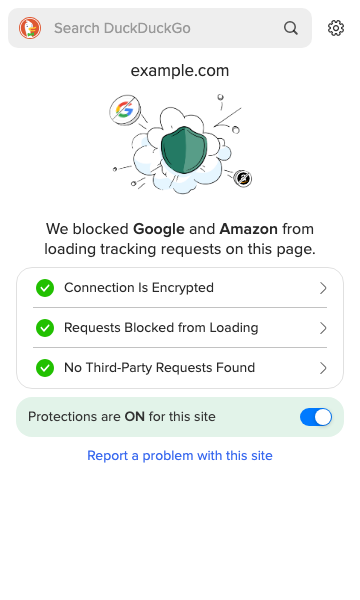 Search DuckDuckGo
example.com
We blocked Google and Amazon from
loading tracking requests on this page.
Connection Is Encrypted
Requests Blocked from Loading
No Third-Party Requests Found
Protections are ON for this site
Report a problem with this site